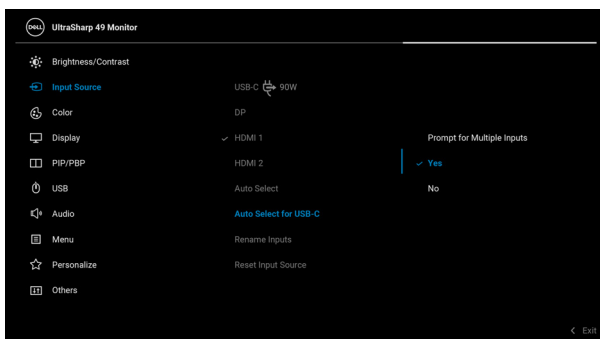 DELL UltraSharp 49 Monitor
Brightness/Contrast
Input Source
Color
Display
PIP/PBP
USB
Audio
Menu
Personalize
Others
USB-C 90W
DP
HDMI 1
HDMI 2
Auto Select
Auto Select for USB-C
Rename Inputs
Reset Input Source
Prompt for Multiple Inputs
Yes
No
Exit